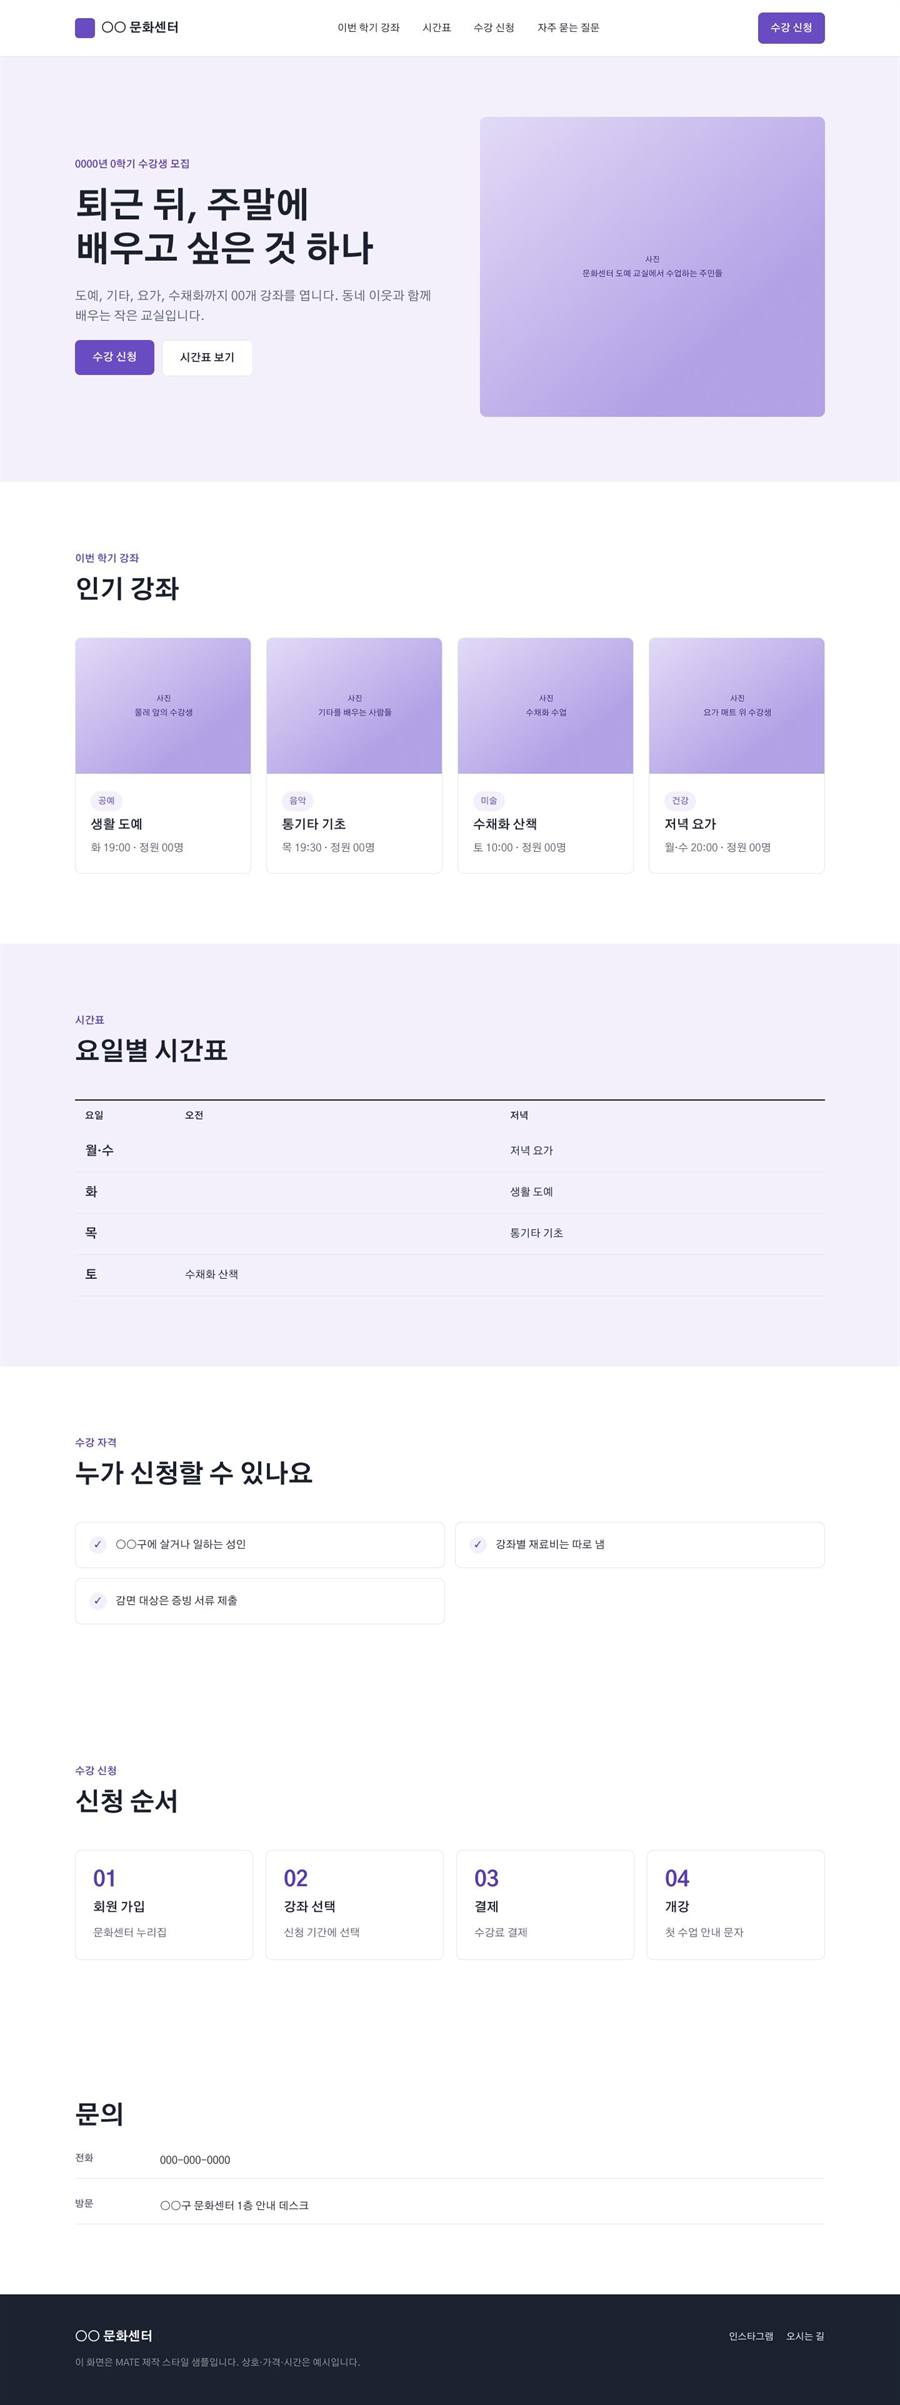 ○○ 문화센터
이번 학기 강좌
시간표
수강 신청
자주 묻는 질문
수강 신청
0000년 0학기 수강생 모집
퇴근 뒤, 주말에
배우고 싶은 것 하나
도예, 기타, 요가, 수채화까지 00개 강좌를 엽니다. 동네 이웃과 함께
배우는 작은 교실입니다.
수강 신청
시간표 보기
사진
문화센터 도예 교실에서 수업하는 주민들
이번 학기 강좌
인기 강좌
사진
물레 앞의 수강생
공예
생활 도예
화 19:00 · 정원 00명
사진
기타를 배우는 사람들
음악
통기타 기초
목 19:30 · 정원 00명
사진
수채화 수업
미술
수채화 산책
토 10:00 · 정원 00명
사진
요가 매트 위 수강생
건강
저녁 요가
월·수 20:00 · 정원 00명
시간표
요일별 시간표
요일 오전 저녁
월·수 저녁 요가
화 생활 도예
목 통기타 기초
토 수채화 산책
수강 자격
누가 신청할 수 있나요
✓ ○○구에 살거나 일하는 성인
✓ 강좌별 재료비는 따로 냄
✓ 감면 대상은 증빙 서류 제출
수강 신청
신청 순서
01
회원 가입
문화센터 누리집
02
강좌 선택
신청 기간에 선택
03
결제
수강료 결제
04
개강
첫 수업 안내 문자
문의
전화 000-000-0000
방문 ○○구 문화센터 1층 안내 데스크
○○ 문화센터
이 화면은 MATE 제작 스타일 샘플입니다. 상호·가격·시간은 예시입니다.
인스타그램
오시는 길